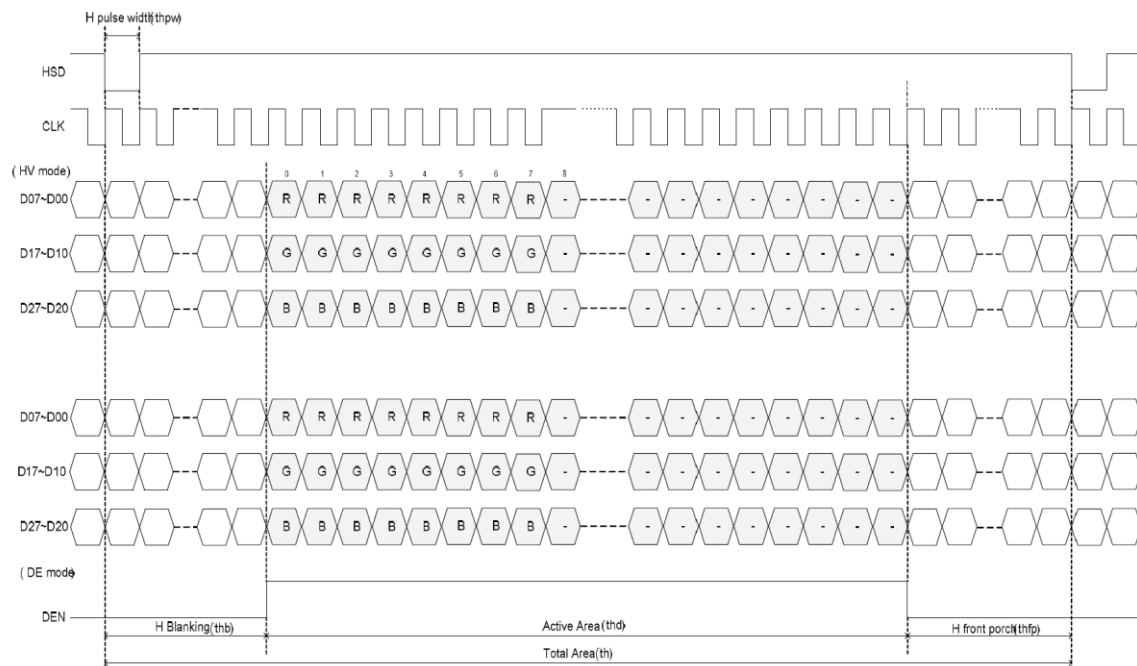 H pulse width(thpw)
HSD
CLK
( HV mode)
0 1 2 3 4 5 6 7 8
D07~D00 R R R R R R R R - - - - - - - - -
D17~D10 G G G G G G G G - - - - - - - - -
D27~D20 B B B B B B B B - - - - - - - - -
D07~D00 R R R R R R R R - - - - - - - - -
D17~D10 G G G G G G G G - - - - - - - - -
D27~D20 B B B B B B B B - - - - - - - - -
( DE mode)
DEN
H Blanking(thb) Active Area(thd) H front porch(thfp)
Total Area(th)